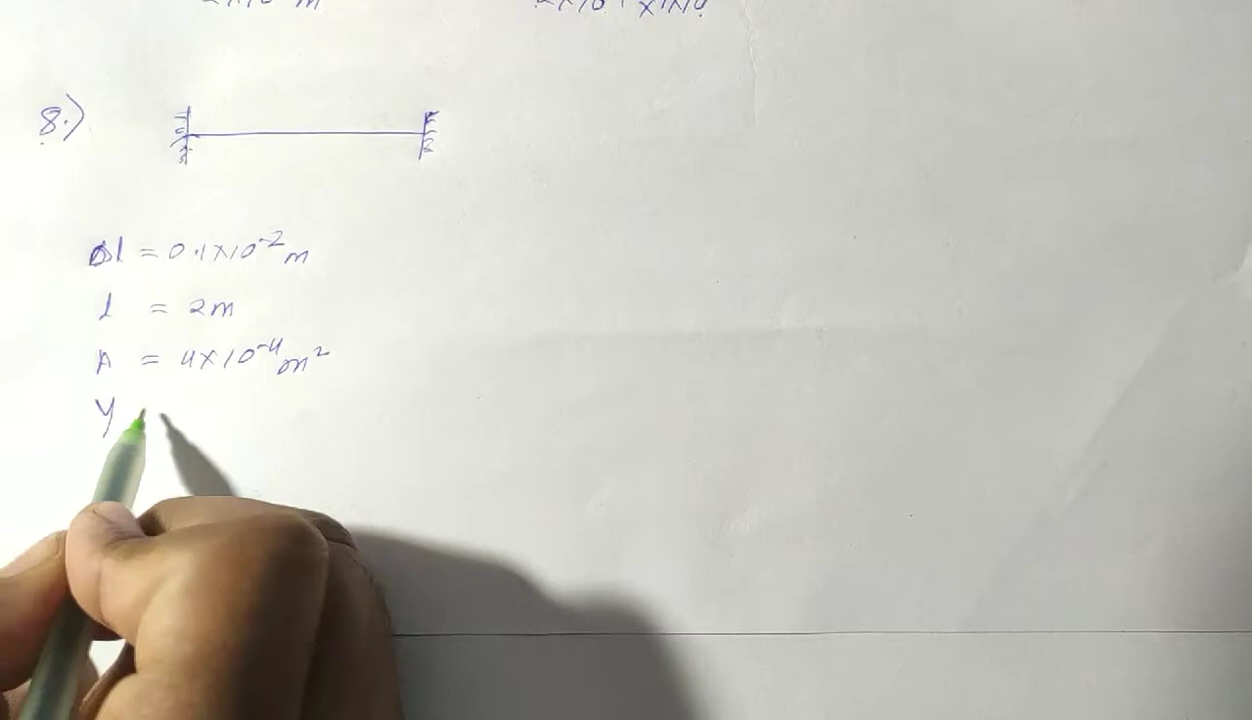 8.)
Δl = 0.1×10⁻² m
l = 2m
A = 4×10⁻⁴ m²
Y